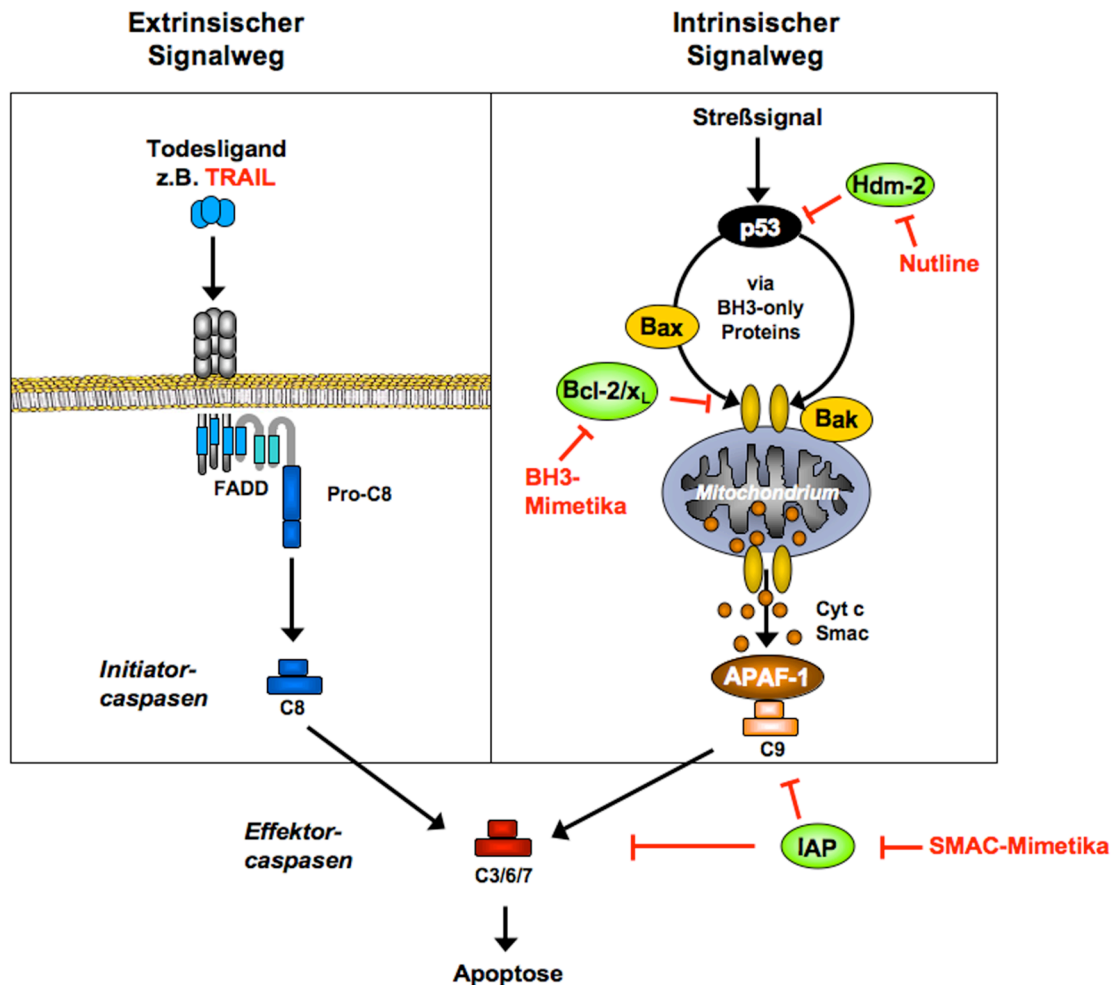 Extrinsischer
Signalweg
Intrinsischer
Signalweg
Todesligand
z.B. TRAIL
FADD
Pro-C8
Initiator-
caspasen
C8
Streßsignal
Hdm-2
p53
Nutline
via
BH3-only
Proteins
Bax
Bcl-2/xL
Bak
BH3-
Mimetika
Mitochondrium
Cyt c
Smac
APAF-1
C9
Effektor-
caspasen
C3/6/7
IAP
SMAC-Mimetika
Apoptose